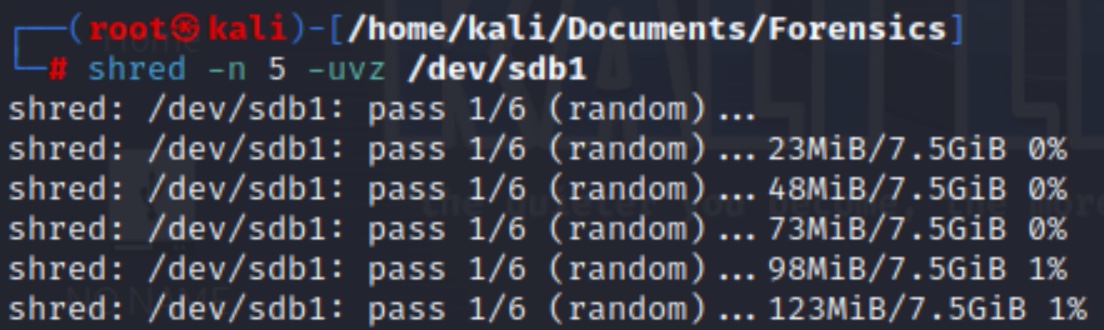 ┌──(root㉿kali)-[/home/kali/Documents/Forensics]
└─# shred -n 5 -uvz /dev/sdb1
shred: /dev/sdb1: pass 1/6 (random)...
shred: /dev/sdb1: pass 1/6 (random)...23MiB/7.5GiB 0%
shred: /dev/sdb1: pass 1/6 (random)...48MiB/7.5GiB 0%
shred: /dev/sdb1: pass 1/6 (random)...73MiB/7.5GiB 0%
shred: /dev/sdb1: pass 1/6 (random)...98MiB/7.5GiB 1%
shred: /dev/sdb1: pass 1/6 (random)...123MiB/7.5GiB 1%